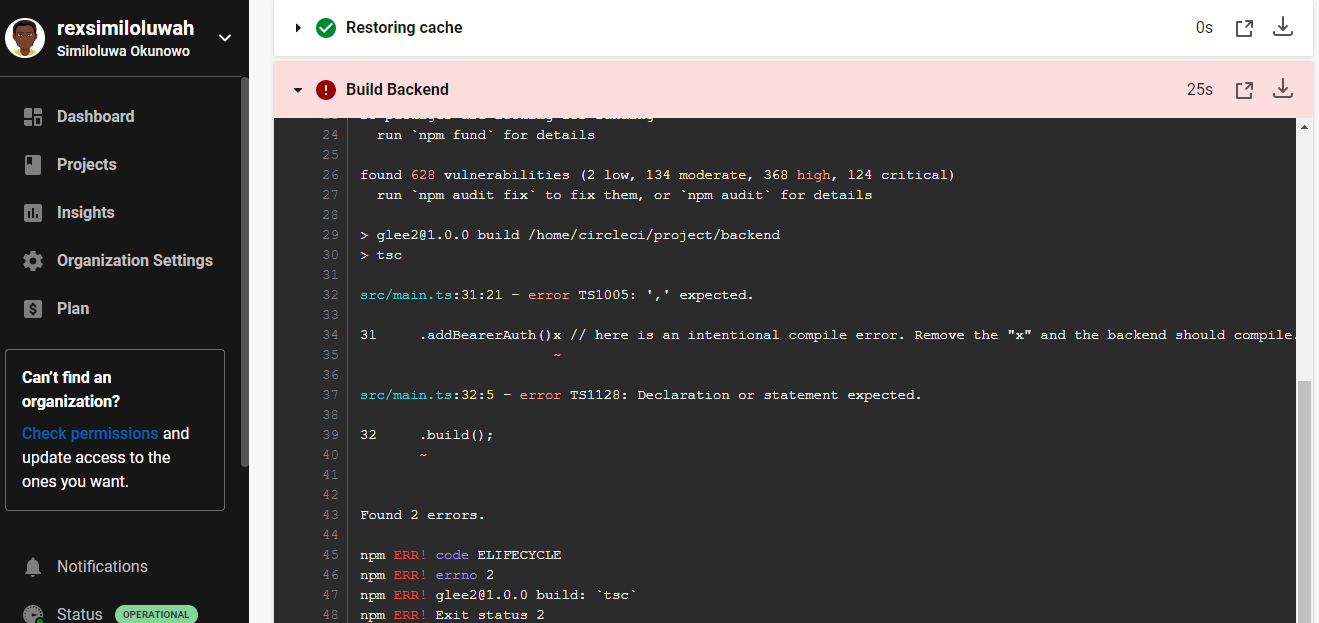 rexsimiloluwah
Similoluwa Okunowo
Dashboard
Projects
Insights
Organization Settings
Plan
Can't find an
organization?
Check permissions and
update access to the
ones you want.
Notifications
Status OPERATIONAL
Restoring cache 0s
Build Backend 25s
24 run `npm fund` for details
25
26 found 628 vulnerabilities (2 low, 134 moderate, 368 high, 124 critical)
27 run `npm audit fix` to fix them, or `npm audit` for details
28
29 > glee2@1.0.0 build /home/circleci/project/backend
30 > tsc
31
32 src/main.ts:31:21 - error TS1005: ',' expected.
33
34 31 .addBearerAuth()x // here is an intentional compile error. Remove the "x" and the backend should compile.
35 ~
36
37 src/main.ts:32:5 - error TS1128: Declaration or statement expected.
38
39 32 .build();
40 ~
41
42
43 Found 2 errors.
44
45 npm ERR! code ELIFECYCLE
46 npm ERR! errno 2
47 npm ERR! glee2@1.0.0 build: `tsc`
48 npm ERR! Exit status 2